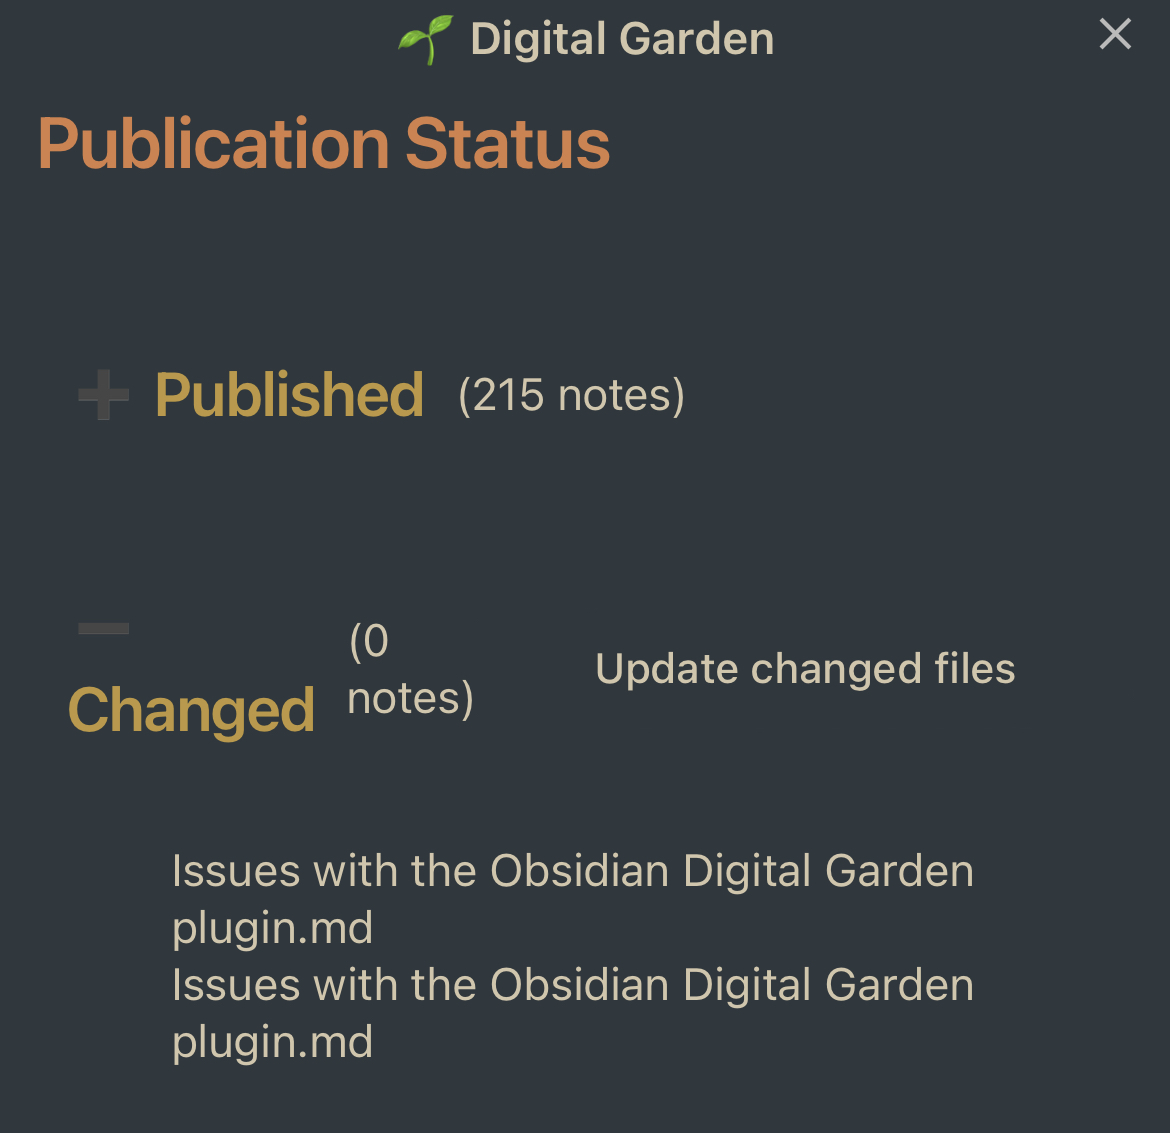 Digital Garden
Publication Status
Published (215 notes)
(0
notes)
Changed
Update changed files
Issues with the Obsidian Digital Garden
plugin.md
Issues with the Obsidian Digital Garden
plugin.md